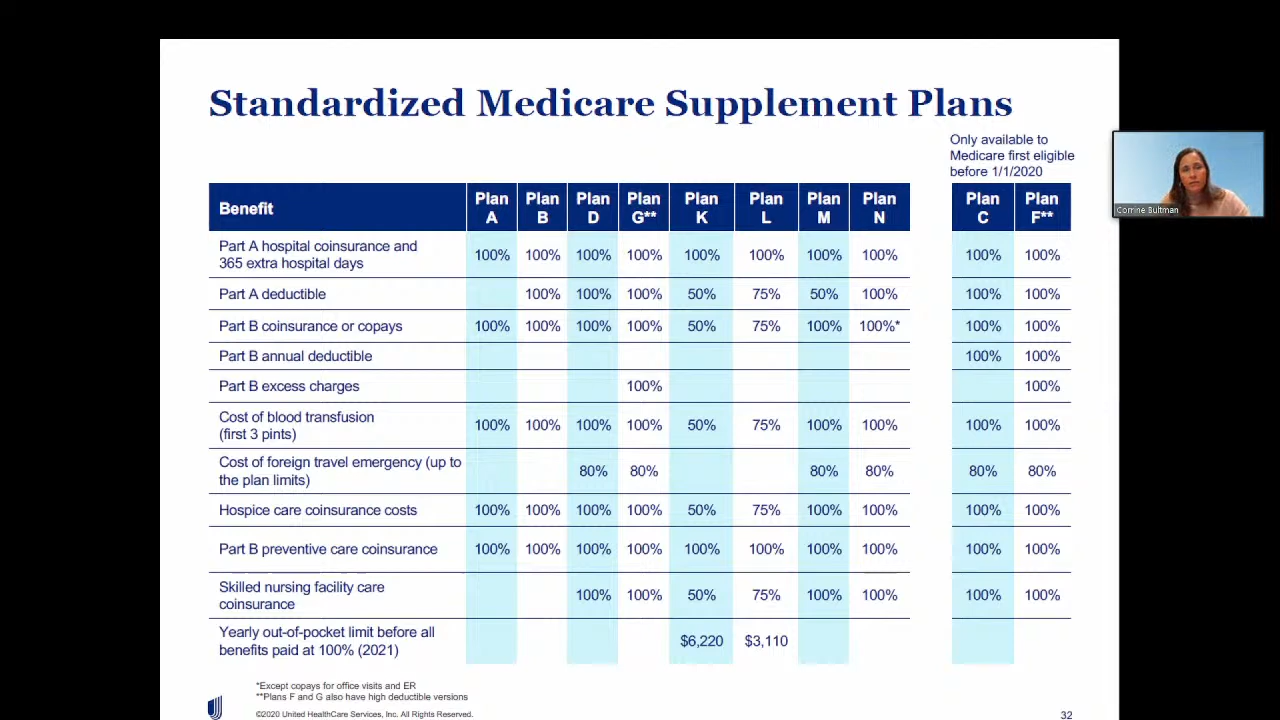 Standardized Medicare Supplement Plans
Only available to
Medicare first eligible
before 1/1/2020
Benefit Plan A Plan B Plan D Plan G** Plan K Plan L Plan M Plan N Plan C Plan F**
Part A hospital coinsurance and
365 extra hospital days
100% 100% 100% 100% 100% 100% 100% 100% 100% 100%
Part A deductible 100% 100% 100% 50% 75% 50% 100% 100% 100%
Part B coinsurance or copays 100% 100% 100% 100% 50% 75% 100% 100%* 100% 100%
Part B annual deductible 100% 100%
Part B excess charges 100% 100%
Cost of blood transfusion
(first 3 pints)
100% 100% 100% 100% 50% 75% 100% 100% 100% 100%
Cost of foreign travel emergency (up to
the plan limits)
80% 80% 80% 80% 80% 80%
Hospice care coinsurance costs 100% 100% 100% 100% 50% 75% 100% 100% 100% 100%
Part B preventive care coinsurance 100% 100% 100% 100% 100% 100% 100% 100% 100% 100%
Skilled nursing facility care
coinsurance
100% 100% 50% 75% 100% 100% 100% 100%
Yearly out-of-pocket limit before all
benefits paid at 100% (2021)
$6,220 $3,110
*Except copays for office visits and ER
**Plans F and G also have high deductible versions
©2020 United HealthCare Services, Inc. All Rights Reserved.
32
Corrine Bultman